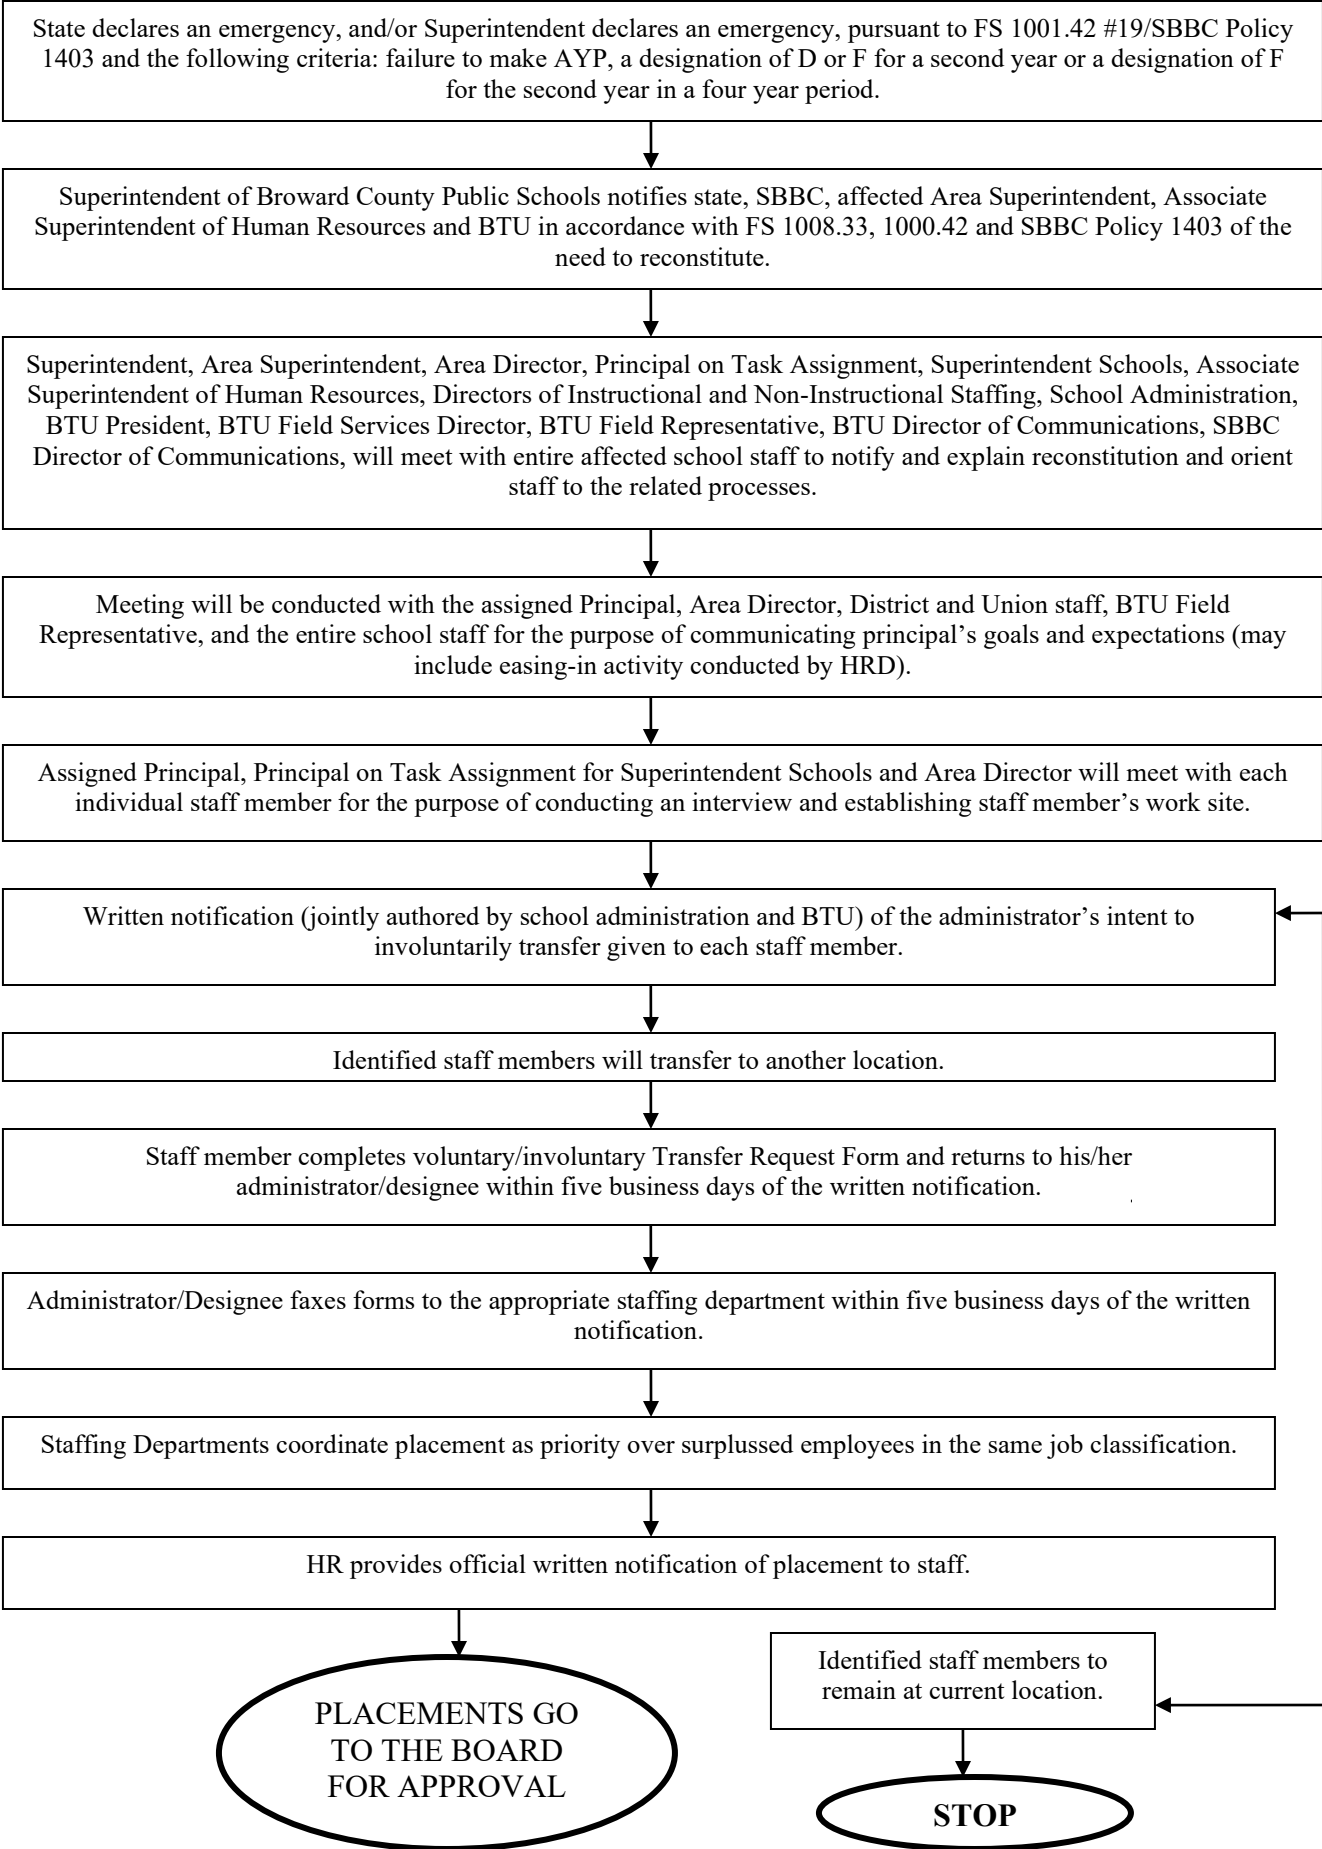 State declares an emergency, and/or Superintendent declares an emergency, pursuant to FS 1001.42 #19/SBBC Policy
1403 and the following criteria: failure to make AYP, a designation of D or F for a second year or a designation of F
for the second year in a four year period.
Superintendent of Broward County Public Schools notifies state, SBBC, affected Area Superintendent, Associate
Superintendent of Human Resources and BTU in accordance with FS 1008.33, 1000.42 and SBBC Policy 1403 of the
need to reconstitute.
Superintendent, Area Superintendent, Area Director, Principal on Task Assignment, Superintendent Schools, Associate
Superintendent of Human Resources, Directors of Instructional and Non-Instructional Staffing, School Administration,
BTU President, BTU Field Services Director, BTU Field Representative, BTU Director of Communications, SBBC
Director of Communications, will meet with entire affected school staff to notify and explain reconstitution and orient
staff to the related processes.
Meeting will be conducted with the assigned Principal, Area Director, District and Union staff, BTU Field
Representative, and the entire school staff for the purpose of communicating principal's goals and expectations (may
include easing-in activity conducted by HRD).
Assigned Principal, Principal on Task Assignment for Superintendent Schools and Area Director will meet with each
individual staff member for the purpose of conducting an interview and establishing staff member's work site.
Written notification (jointly authored by school administration and BTU) of the administrator's intent to
involuntarily transfer given to each staff member.
Identified staff members will transfer to another location.
Staff member completes voluntary/involuntary Transfer Request Form and returns to his/her
administrator/designee within five business days of the written notification.
Administrator/Designee faxes forms to the appropriate staffing department within five business days of the written
notification.
Staffing Departments coordinate placement as priority over surplussed employees in the same job classification.
HR provides official written notification of placement to staff.
PLACEMENTS GO
TO THE BOARD
FOR APPROVAL
Identified staff members to
remain at current location.
STOP